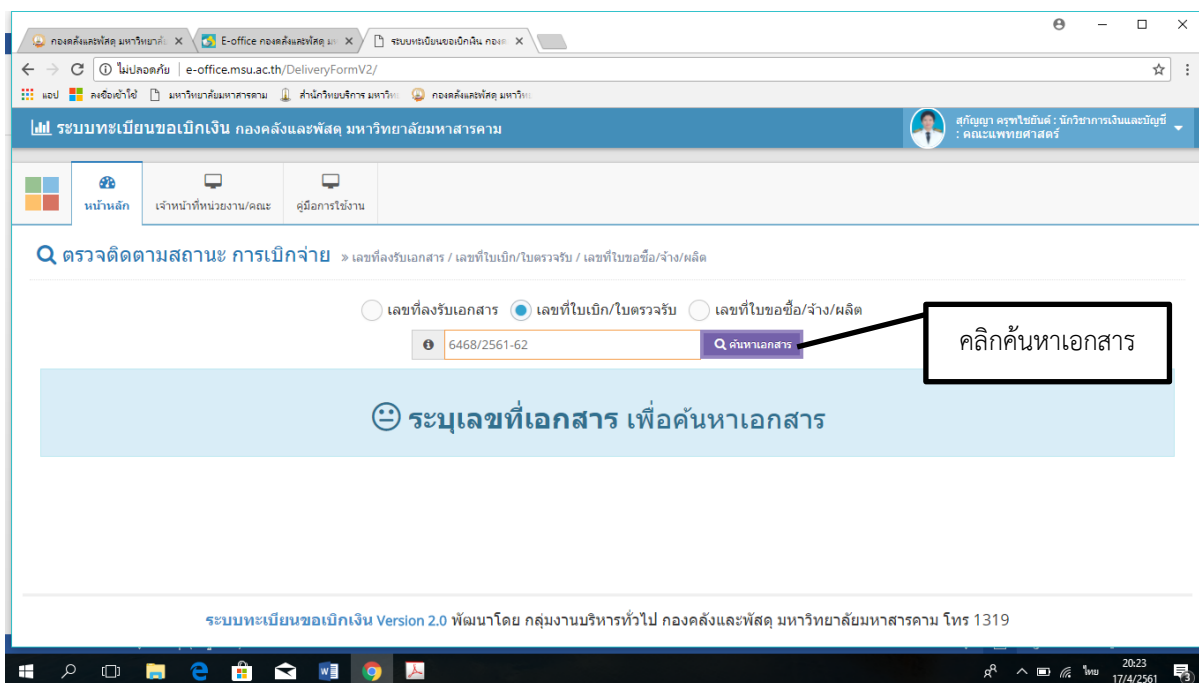 กองคลังและพัสดุ มหาวิทยาลั
E-office กองคลังและพัสดุ ม
ระบบทะเบียนขอเบิกเงิน กองค
ไม่ปลอดภัย | e-office.msu.ac.th/DeliveryFormV2/
แอป ลงชื่อเข้าใช้ มหาวิทยาลัยมหาสารคาม สำนักวิทยบริการ มหาวิท กองคลังและพัสดุ มหาวิทย
ระบบทะเบียนขอเบิกเงิน กองคลังและพัสดุ มหาวิทยาลัยมหาสารคาม
สุกัญญา ครุฑไชยันต์ : นักวิชาการเงินและบัญชี
: คณะแพทยศาสตร์
หน้าหลัก เจ้าหน้าที่หน่วยงาน/คณะ คู่มือการใช้งาน
ตรวจติดตามสถานะ การเบิกจ่าย » เลขที่ลงรับเอกสาร / เลขที่ใบเบิก/ใบตรวจรับ / เลขที่ใบขอซื้อ/จ้าง/ผลิต
เลขที่ลงรับเอกสาร เลขที่ใบเบิก/ใบตรวจรับ เลขที่ใบขอซื้อ/จ้าง/ผลิต
6468/2561-62 ค้นหาเอกสาร
คลิกค้นหาเอกสาร
ระบุเลขที่เอกสาร เพื่อค้นหาเอกสาร
ระบบทะเบียนขอเบิกเงิน Version 2.0 พัฒนาโดย กลุ่มงานบริหารทั่วไป กองคลังและพัสดุ มหาวิทยาลัยมหาสารคาม โทร 1319
ไทย
20:23
17/4/2561
3